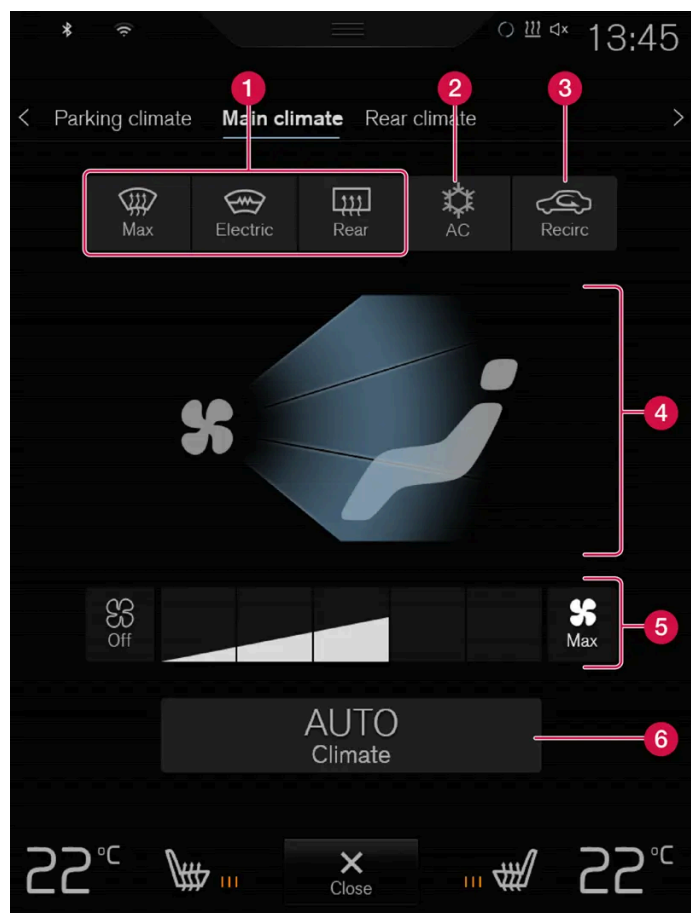 13:45
1
2
3
Parking climate Main climate Rear climate
Max Electric Rear AC Recirc
4
Off Max
5
AUTO
Climate
6
22°C 22°C
Close